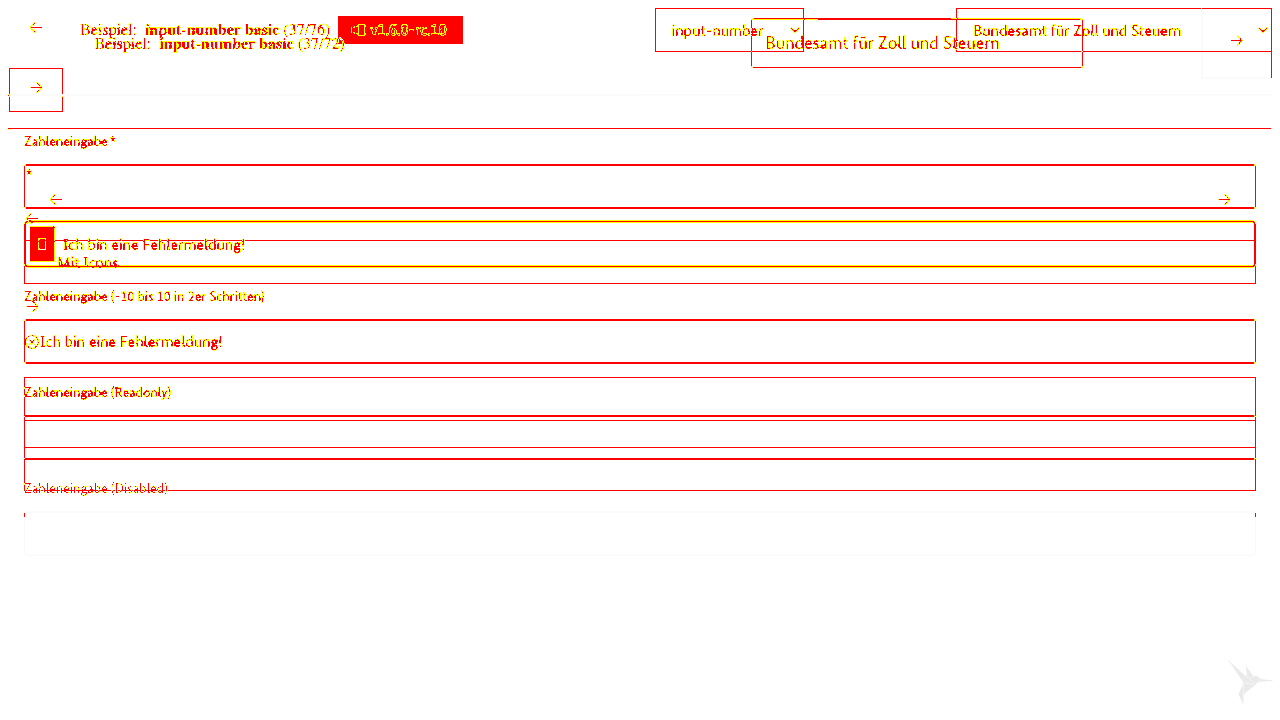 Beispiel: input-number basic (37/76) v1.6.0-rc.10 input-number Bundesamt für Zoll und Steuern
Beispiel: input-number basic (37/72) Bundesamt für Zoll und Steuern
Zahleneingabe *
*
Ich bin eine Fehlermeldung!
Mit Icons
Zahleneingabe (-10 bis 10 in 2er Schritten)
Ich bin eine Fehlermeldung!
Zahleneingabe (Readonly)
Zahleneingabe (Disabled)